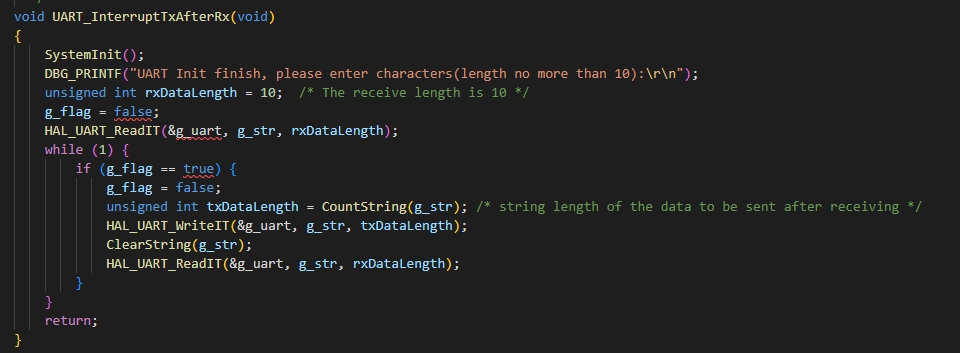 void UART_InterruptTxAfterRx(void)
{
    SystemInit();
    DBG_PRINTF("UART Init finish, please enter characters(length no more than 10):\r\n");
    unsigned int rxDataLength = 10;  /* The receive length is 10 */
    g_flag = false;
    HAL_UART_ReadIT(&g_uart, g_str, rxDataLength);
    while (1) {
        if (g_flag == true) {
            g_flag = false;
            unsigned int txDataLength = CountString(g_str); /* string length of the data to be sent after receiving */
            HAL_UART_WriteIT(&g_uart, g_str, txDataLength);
            ClearString(g_str);
            HAL_UART_ReadIT(&g_uart, g_str, rxDataLength);
        }
    }
    return;
}